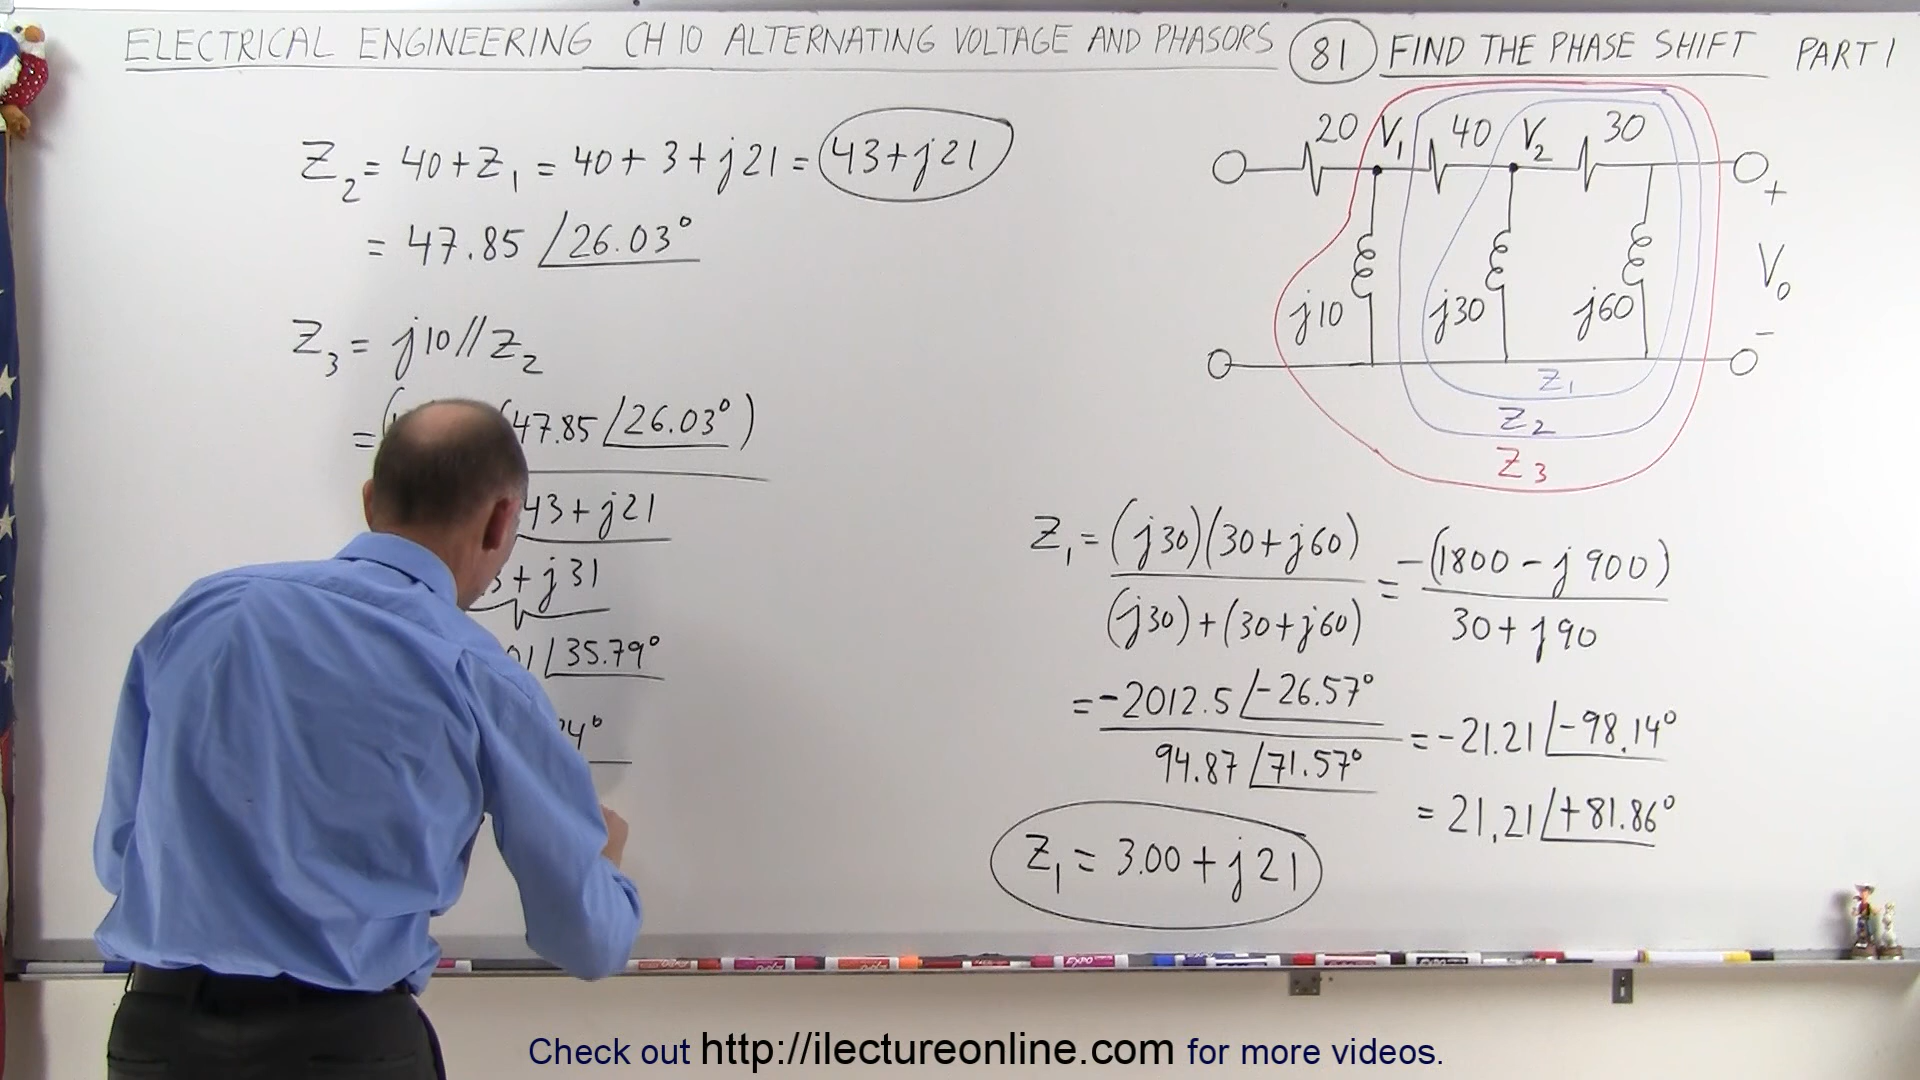 ELECTRICAL ENGINEERING CH 10 ALTERNATING VOLTAGE AND PHASORS 81 FIND THE PHASE SHIFT PART 1
Z₂ = 40 + Z₁ = 40 + 3 + j21 = 43 + j21
= 47.85 ∠26.03°
Z₃ = j10 // Z₂
= ( 47.85 ∠26.03° )
43 + j21
+ j31
∠35.79°
4°
20 V₁ 40 V₂ 30
+
j10 j30 j60 V₀
-
Z₁
Z₂
Z₃
Z₁ = (j30)(30 + j60) / (j30) + (30 + j60) = -(1800 - j900) / 30 + j90
= -2012.5 ∠-26.57° / 94.87 ∠71.57° = -21.21 ∠-98.14°
= 21.21 ∠+81.86°
Z₁ = 3.00 + j21
EXPO
Check out http://ilectureonline.com for more videos.